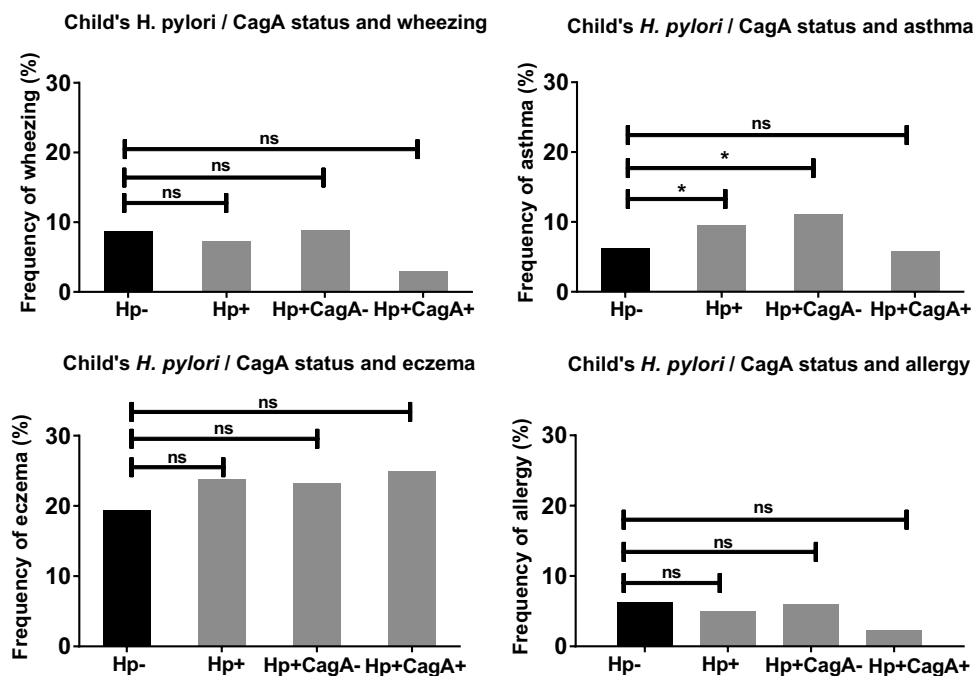 Child's H. pylori / CagA status and wheezing
Frequency of wheezing (%)
30
20
10
0
ns
ns
ns
Hp-
Hp+
Hp+CagA-
Hp+CagA+
Child's H. pylori / CagA status and asthma
Frequency of asthma (%)
30
20
10
0
ns
*
*
Hp-
Hp+
Hp+CagA-
Hp+CagA+
Child's H. pylori / CagA status and eczema
Frequency of eczema (%)
30
20
10
0
ns
ns
ns
Hp-
Hp+
Hp+CagA-
Hp+CagA+
Child's H. pylori / CagA status and allergy
Frequency of allergy (%)
30
20
10
0
ns
ns
ns
Hp-
Hp+
Hp+CagA-
Hp+CagA+